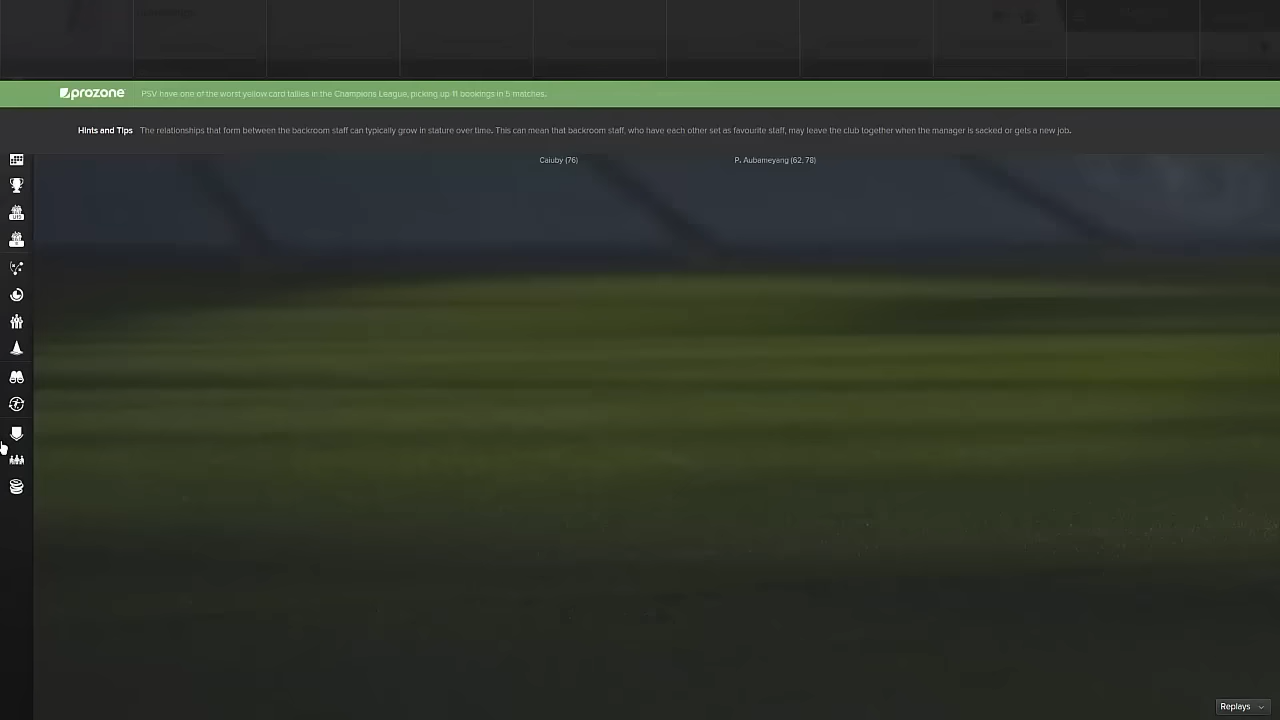 prozone
PSV have one of the worst yellow card tallies in the Champions League, picking up 11 bookings in 5 matches.
Hints and Tips The relationships that form between the backroom staff can typically grow in stature over time. This can mean that backroom staff, who have each other set as favourite staff, may leave the club together when the manager is sacked or gets a new job.
Caiuby (76) P. Aubameyang (62, 78)
Replays